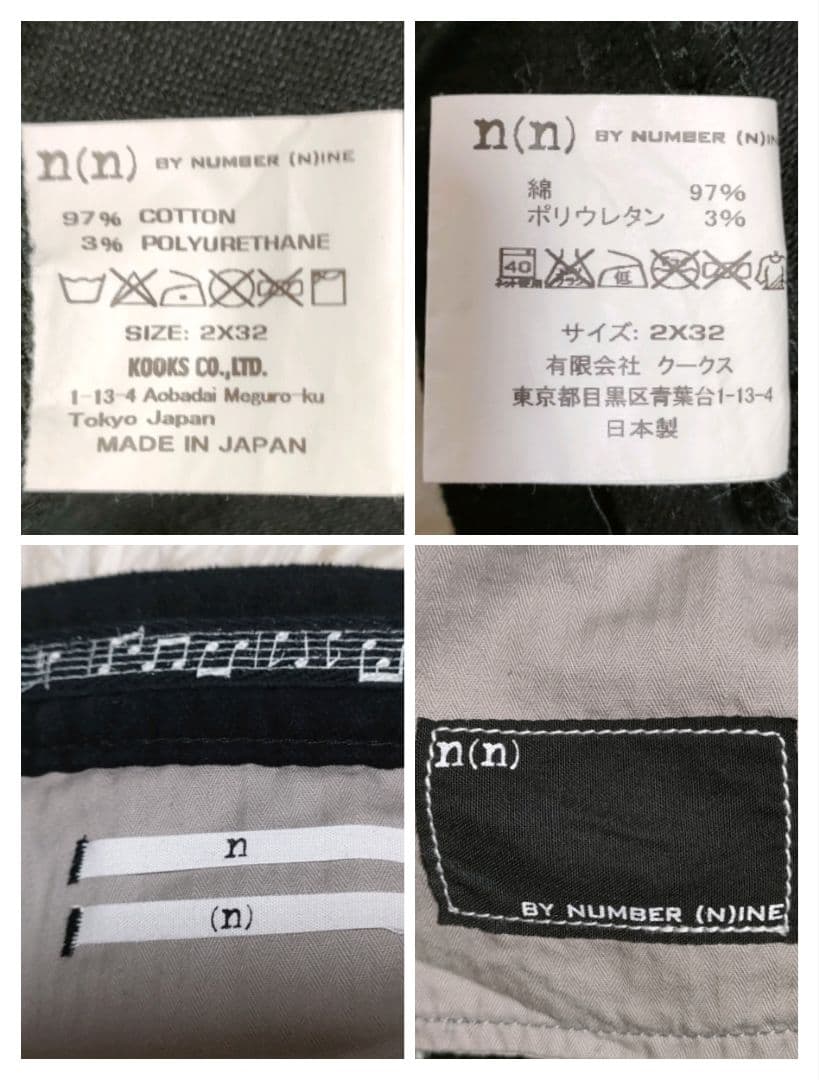 n(n) BY NUMBER (N)INE
97% COTTON
3% POLYURETHANE
SIZE: 2X32
KOOKS CO.,LTD.
1-13-4 Aobadai Meguro-ku
Tokyo Japan
MADE IN JAPAN
n(n) BY NUMBER (N)IN
綿 97%
ポリウレタン 3%
40
低
サイズ: 2X32
有限会社 クークス
東京都目黒区青葉台1-13-4
日本製
n
(n)
n(n)
BY NUMBER (N)INE